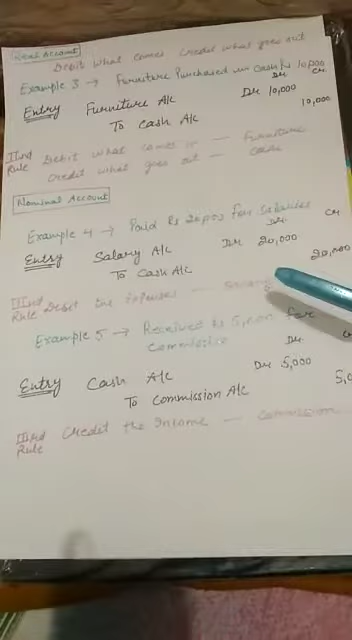 Real Account
Debit what comes Credit what goes out
Example 3 → Furniture Purchased in Cash Rs 10,000
Dr. Cr.
Entry Furniture A/c Dr 10,000
To Cash A/c 10,000
IInd Debit what comes in — Furniture
Rule Credit what goes out — Cash
Nominal Account
Example 4 → Paid Rs 20,000 for Salaries
Dr. Cr
Entry Salary A/c Dr 20,000
To Cash A/c 20,000
IIIrd Debit the expenses —
Rule
Example 5 → Received Rs 5,000 for
Commission Dr.
Entry Cash A/c Dr 5,000
To Commission A/c 5,0
IIIrd Credit the Income — Commission
Rule